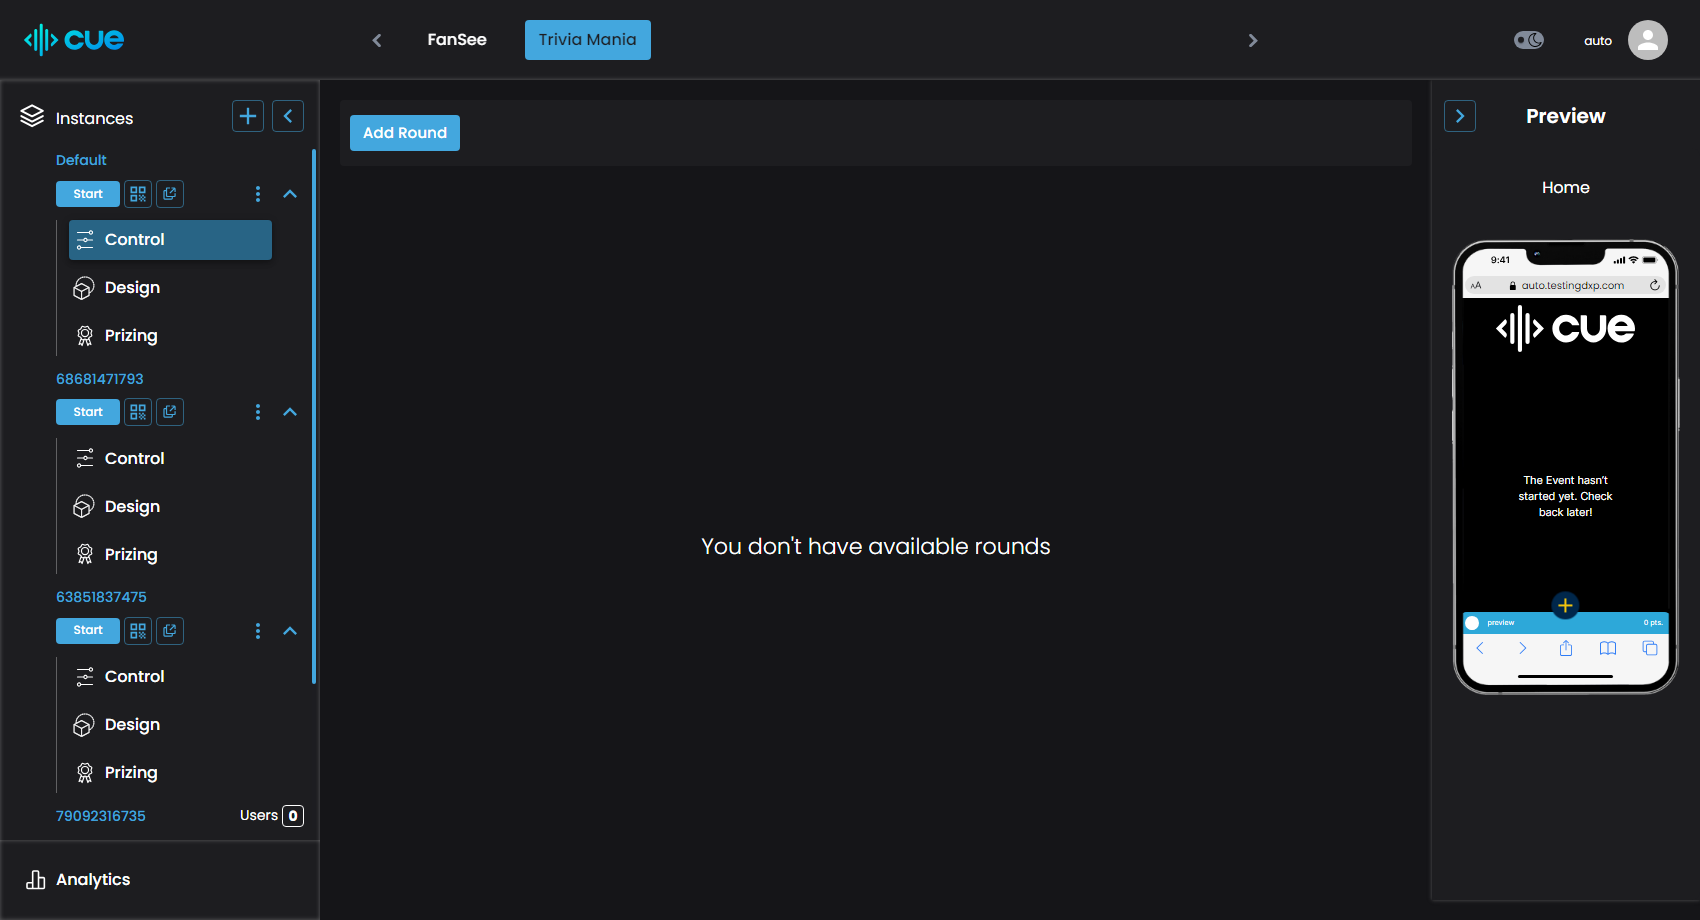 cue
FanSee
Trivia Mania
auto
Instances
Default
Start
Control
Design
Prizing
68681471793
Start
Control
Design
Prizing
63851837475
Start
Control
Design
Prizing
79092316735
Users 0
Analytics
Add Round
You don't have available rounds
Preview
Home
9:41
AA
auto.testingdxp.com
cue
The Event hasn't
started yet. Check
back later!
preview
0 pts.